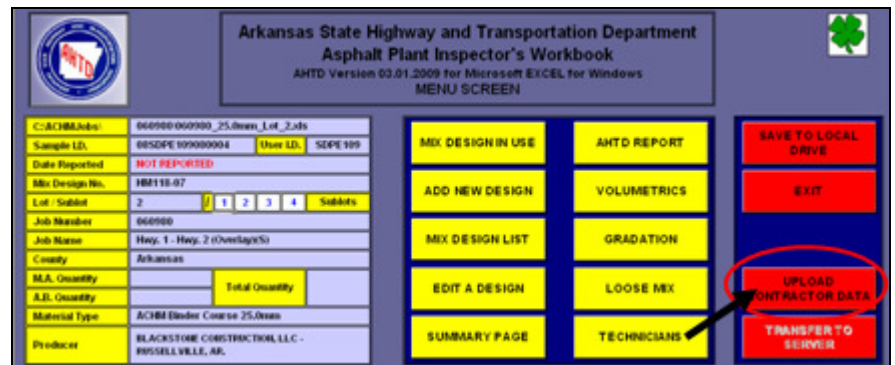 AHTD
Arkansas State Highway and Transportation Department
Asphalt Plant Inspector's Workbook
AHTD Version 03.01.2009 for Microsoft EXCEL for Windows
MENU SCREEN
C:\ACHMJobs\ 060980\060980_25.0mm_Lot_2.xls
Sample I.D. 08SDPE109080004 User I.D. SDPE109
Date Reported NOT REPORTED
Mix Design No. HM118-07
Lot / Sublot 2 / 1 2 3 4 Sublots
Job Number 060980
Job Name Hwy. 1 - Hwy. 2 (Overlay)(S)
County Arkansas
M.A. Quantity
Total Quantity
A.B. Quantity
Material Type ACHM Binder Course 25.0mm
Producer BLACKSTONE CONSTRUCTION, LLC -
RUSSELLVILLE, AR.
MIX DESIGN IN USE
ADD NEW DESIGN
MIX DESIGN LIST
EDIT A DESIGN
SUMMARY PAGE
AHTD REPORT
VOLUMETRICS
GRADATION
LOOSE MIX
TECHNICIANS
SAVE TO LOCAL
DRIVE
EXIT
UPLOAD
CONTRACTOR DATA
TRANSFER TO
SERVER